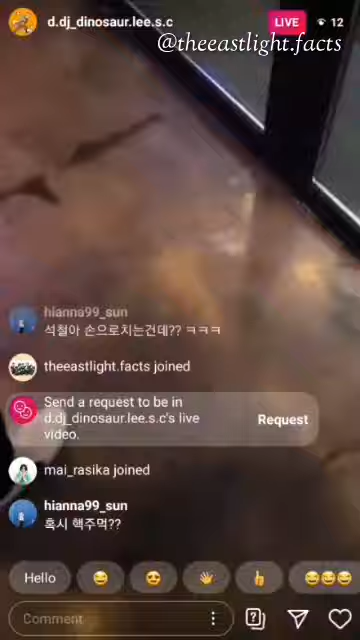 d.dj_dinosaur.lee.s.c
LIVE
12
@theeastlight.facts
hianna99_sun
석철아 손으로치는건데?? ㅋㅋㅋ
theeastlight.facts joined
Send a request to be in
d.dj_dinosaur.lee.s.c's live
video.
Request
mai_rasika joined
hianna99_sun
혹시 핵주먹??
Hello
Comment